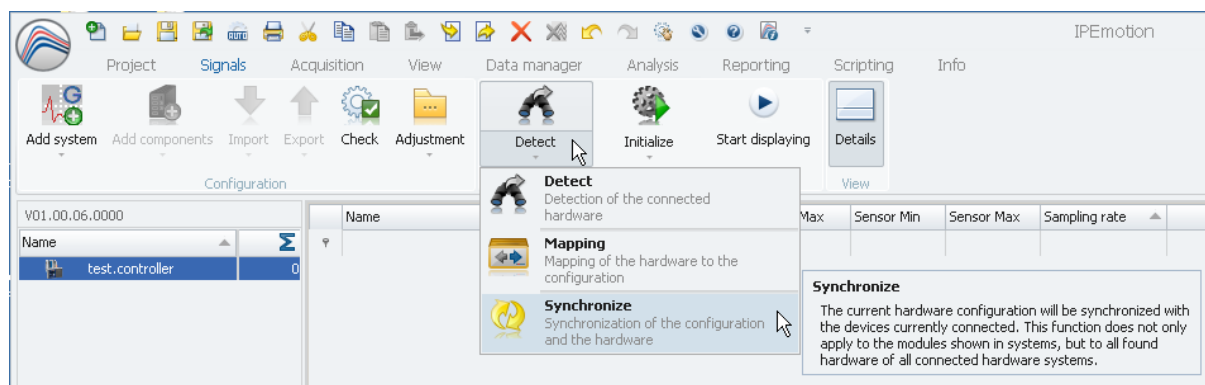 IPEmotion
Project Signals Acquisition View Data manager Analysis Reporting Scripting Info
Add system Add components Import Export Check Adjustment Detect Initialize Start displaying Details
Configuration View
Detect
Detection of the connected
hardware
Mapping
Mapping of the hardware to the
configuration
Synchronize
Synchronization of the configuration
and the hardware
V01.00.06.0000
Name Σ
test.controller 0
Name Max Sensor Min Sensor Max Sampling rate
Synchronize
The current hardware configuration will be synchronized with
the devices currently connected. This function does not only
apply to the modules shown in systems, but to all found
hardware of all connected hardware systems.